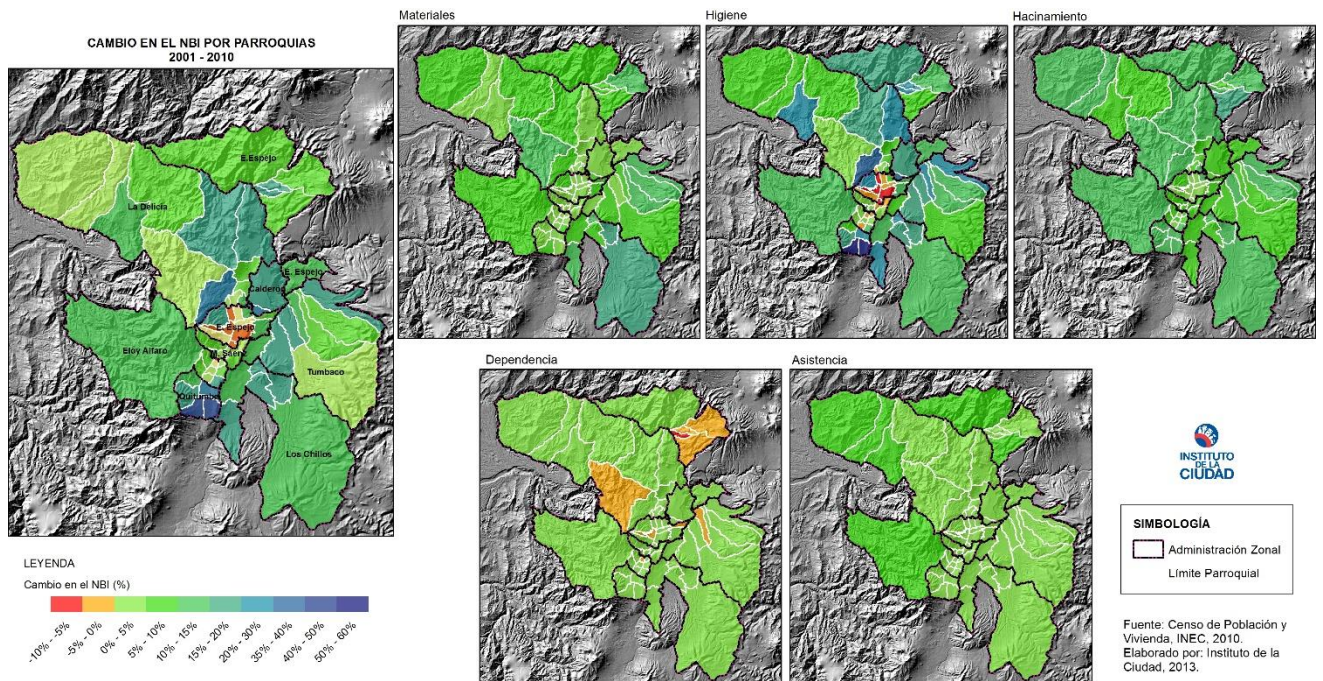 CAMBIO EN EL NBI POR PARROQUIAS
2001 - 2010
E.Espejo
La Delicia
E. Espejo
Calderon
E. Espejo
M. Sáenz
Eloy Alfaro
Tumbaco
Quitumbe
Los Chillos
Materiales
Higiene
Hacinamiento
Dependencia
Asistencia
LEYENDA
Cambio en el NBI (%)
-10% - -5%
-5% - 0%
0% - 5%
5% - 10%
10% - 15%
15% - 20%
20% - 30%
35% - 40%
40% - 50%
50% - 60%
INSTITUTO
DE LA
CIUDAD
SIMBOLOGÍA
Administración Zonal
Límite Parroquial
Fuente: Censo de Población y
Vivienda, INEC, 2010.
Elaborado por: Instituto de la
Ciudad, 2013.